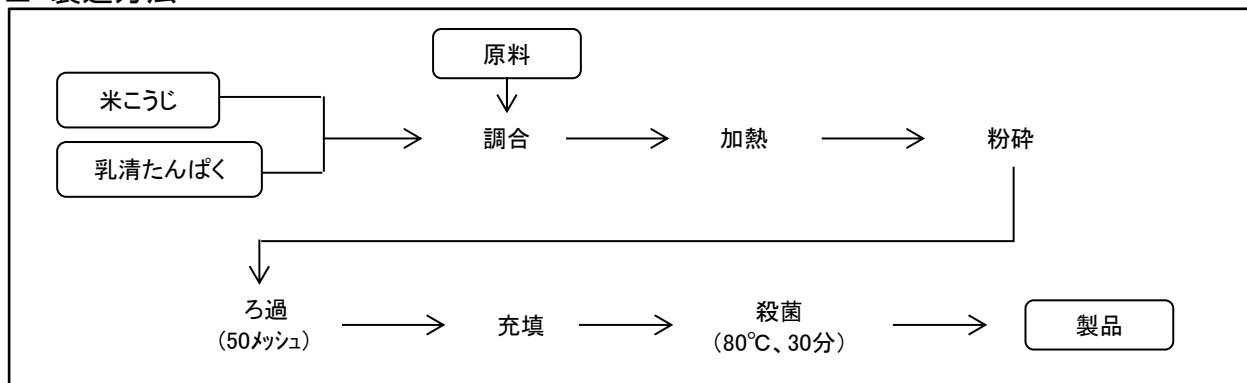 製造方法
原料
米こうじ
乳清たんぱく
調合
加熱
粉砕
ろ過
(50メッシュ)
充填
殺菌
(80℃、30分)
製品